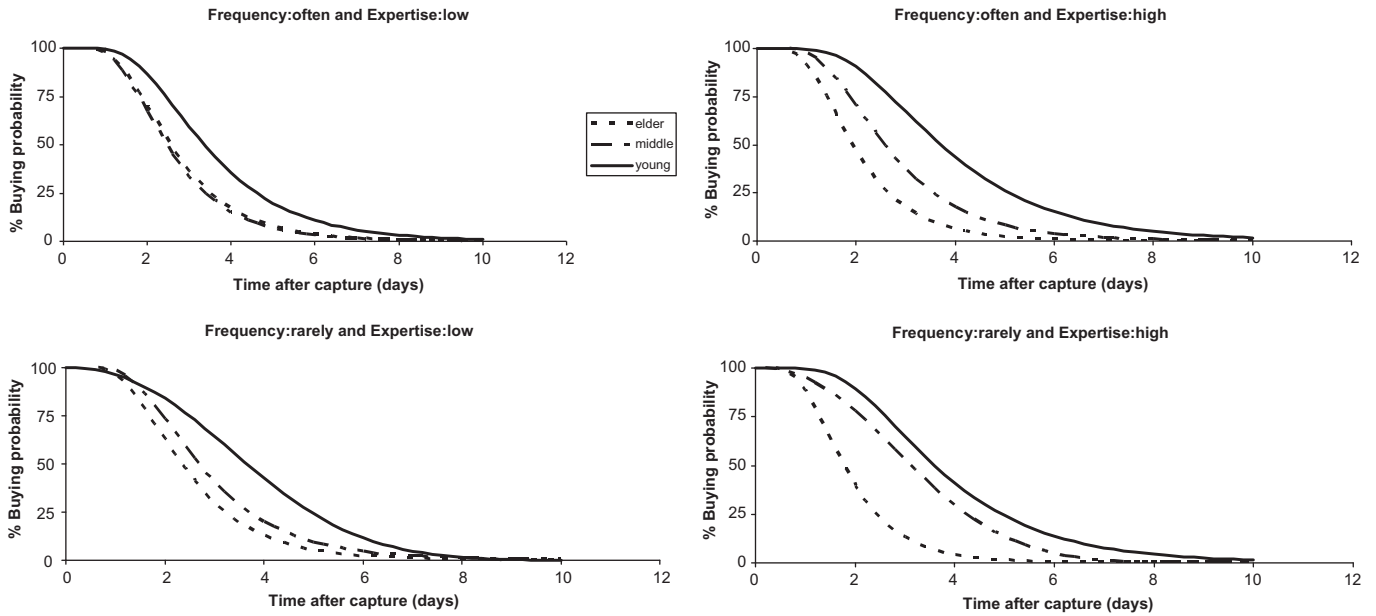 Frequency:often and Expertise:low
% Buying probability
100
75
50
25
0
0 2 4 6 8 10 12
Time after capture (days)
elder
middle
young
Frequency:often and Expertise:high
% Buying probability
100
75
50
25
0
0 2 4 6 8 10 12
Time after capture (days)
Frequency:rarely and Expertise:low
% Buying probability
100
75
50
25
0
0 2 4 6 8 10 12
Time after capture (days)
Frequency:rarely and Expertise:high
% Buying probability
100
75
50
25
0
0 2 4 6 8 10 12
Time after capture (days)